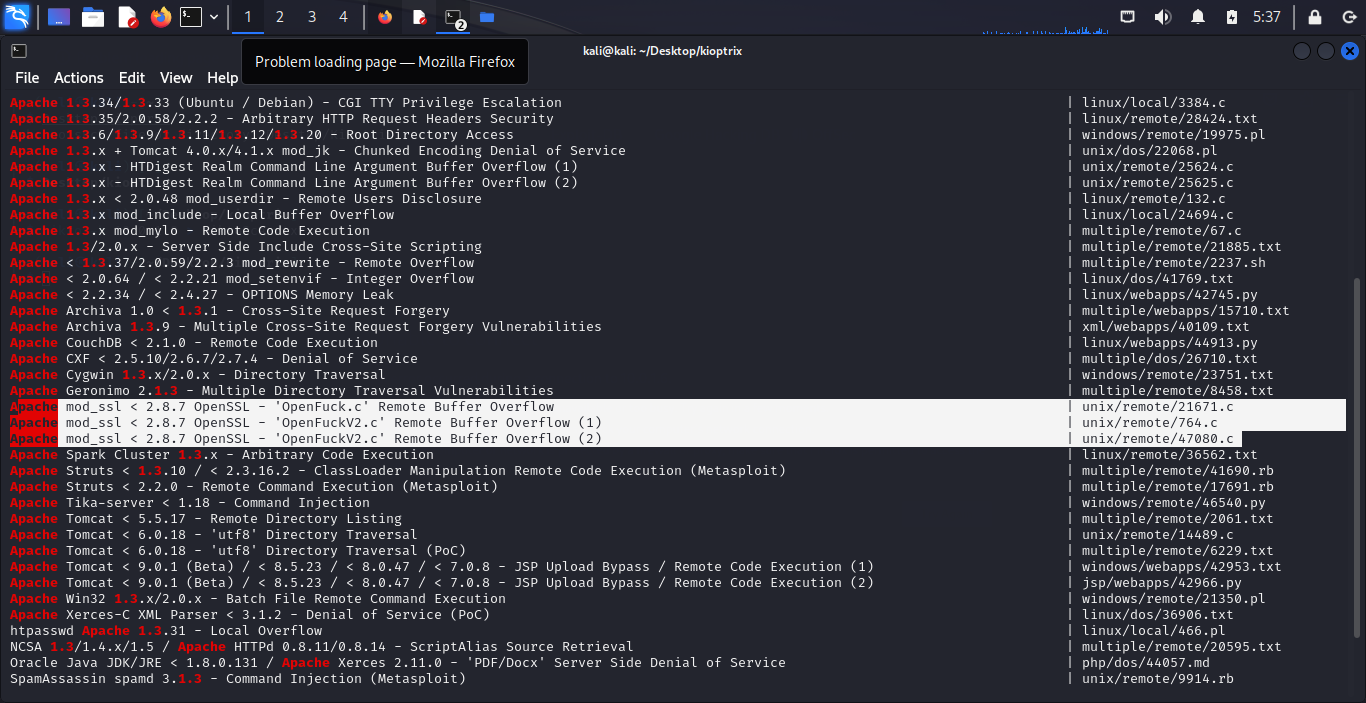 1 2 3 4 2 5:37
kali@kali: ~/Desktop/kioptrix
Problem loading page — Mozilla Firefox
File Actions Edit View Help
Apache 1.3.34/1.3.33 (Ubuntu / Debian) - CGI TTY Privilege Escalation | linux/local/3384.c
Apache 1.3.35/2.0.58/2.2.2 - Arbitrary HTTP Request Headers Security | linux/remote/28424.txt
Apache 1.3.6/1.3.9/1.3.11/1.3.12/1.3.20 - Root Directory Access | windows/remote/19975.pl
Apache 1.3.x + Tomcat 4.0.x/4.1.x mod_jk - Chunked Encoding Denial of Service | unix/dos/22068.pl
Apache 1.3.x - HTDigest Realm Command Line Argument Buffer Overflow (1) | unix/remote/25624.c
Apache 1.3.x - HTDigest Realm Command Line Argument Buffer Overflow (2) | unix/remote/25625.c
Apache 1.3.x < 2.0.48 mod_userdir - Remote Users Disclosure | linux/remote/132.c
Apache 1.3.x mod_include - Local Buffer Overflow | linux/local/24694.c
Apache 1.3.x mod_mylo - Remote Code Execution | multiple/remote/67.c
Apache 1.3/2.0.x - Server Side Include Cross-Site Scripting | multiple/remote/21885.txt
Apache < 1.3.37/2.0.59/2.2.3 mod_rewrite - Remote Overflow | multiple/remote/2237.sh
Apache < 2.0.64 / < 2.2.21 mod_setenvif - Integer Overflow | linux/dos/41769.txt
Apache < 2.2.34 / < 2.4.27 - OPTIONS Memory Leak | linux/webapps/42745.py
Apache Archiva 1.0 < 1.3.1 - Cross-Site Request Forgery | multiple/webapps/15710.txt
Apache Archiva 1.3.9 - Multiple Cross-Site Request Forgery Vulnerabilities | xml/webapps/40109.txt
Apache CouchDB < 2.1.0 - Remote Code Execution | linux/webapps/44913.py
Apache CXF < 2.5.10/2.6.7/2.7.4 - Denial of Service | multiple/dos/26710.txt
Apache Cygwin 1.3.x/2.0.x - Directory Traversal | windows/remote/23751.txt
Apache Geronimo 2.1.3 - Multiple Directory Traversal Vulnerabilities | multiple/remote/8458.txt
Apache mod_ssl < 2.8.7 OpenSSL - 'OpenFuck.c' Remote Buffer Overflow | unix/remote/21671.c
Apache mod_ssl < 2.8.7 OpenSSL - 'OpenFuckV2.c' Remote Buffer Overflow (1) | unix/remote/764.c
Apache mod_ssl < 2.8.7 OpenSSL - 'OpenFuckV2.c' Remote Buffer Overflow (2) | unix/remote/47080.c
Apache Spark Cluster 1.3.x - Arbitrary Code Execution | linux/remote/36562.txt
Apache Struts < 1.3.10 / < 2.3.16.2 - ClassLoader Manipulation Remote Code Execution (Metasploit) | multiple/remote/41690.rb
Apache Struts < 2.2.0 - Remote Command Execution (Metasploit) | multiple/remote/17691.rb
Apache Tika-server < 1.18 - Command Injection | windows/remote/46540.py
Apache Tomcat < 5.5.17 - Remote Directory Listing | multiple/remote/2061.txt
Apache Tomcat < 6.0.18 - 'utf8' Directory Traversal | unix/remote/14489.c
Apache Tomcat < 6.0.18 - 'utf8' Directory Traversal (PoC) | multiple/remote/6229.txt
Apache Tomcat < 9.0.1 (Beta) / < 8.5.23 / < 8.0.47 / < 7.0.8 - JSP Upload Bypass / Remote Code Execution (1) | windows/webapps/42953.txt
Apache Tomcat < 9.0.1 (Beta) / < 8.5.23 / < 8.0.47 / < 7.0.8 - JSP Upload Bypass / Remote Code Execution (2) | jsp/webapps/42966.py
Apache Win32 1.3.x/2.0.x - Batch File Remote Command Execution | windows/remote/21350.pl
Apache Xerces-C XML Parser < 3.1.2 - Denial of Service (PoC) | linux/dos/36906.txt
htpasswd Apache 1.3.31 - Local Overflow | linux/local/466.pl
NCSA 1.3/1.4.x/1.5 / Apache HTTPd 0.8.11/0.8.14 - ScriptAlias Source Retrieval | multiple/remote/20595.txt
Oracle Java JDK/JRE < 1.8.0.131 / Apache Xerces 2.11.0 - 'PDF/Docx' Server Side Denial of Service | php/dos/44057.md
SpamAssassin spamd 3.1.3 - Command Injection (Metasploit) | unix/remote/9914.rb